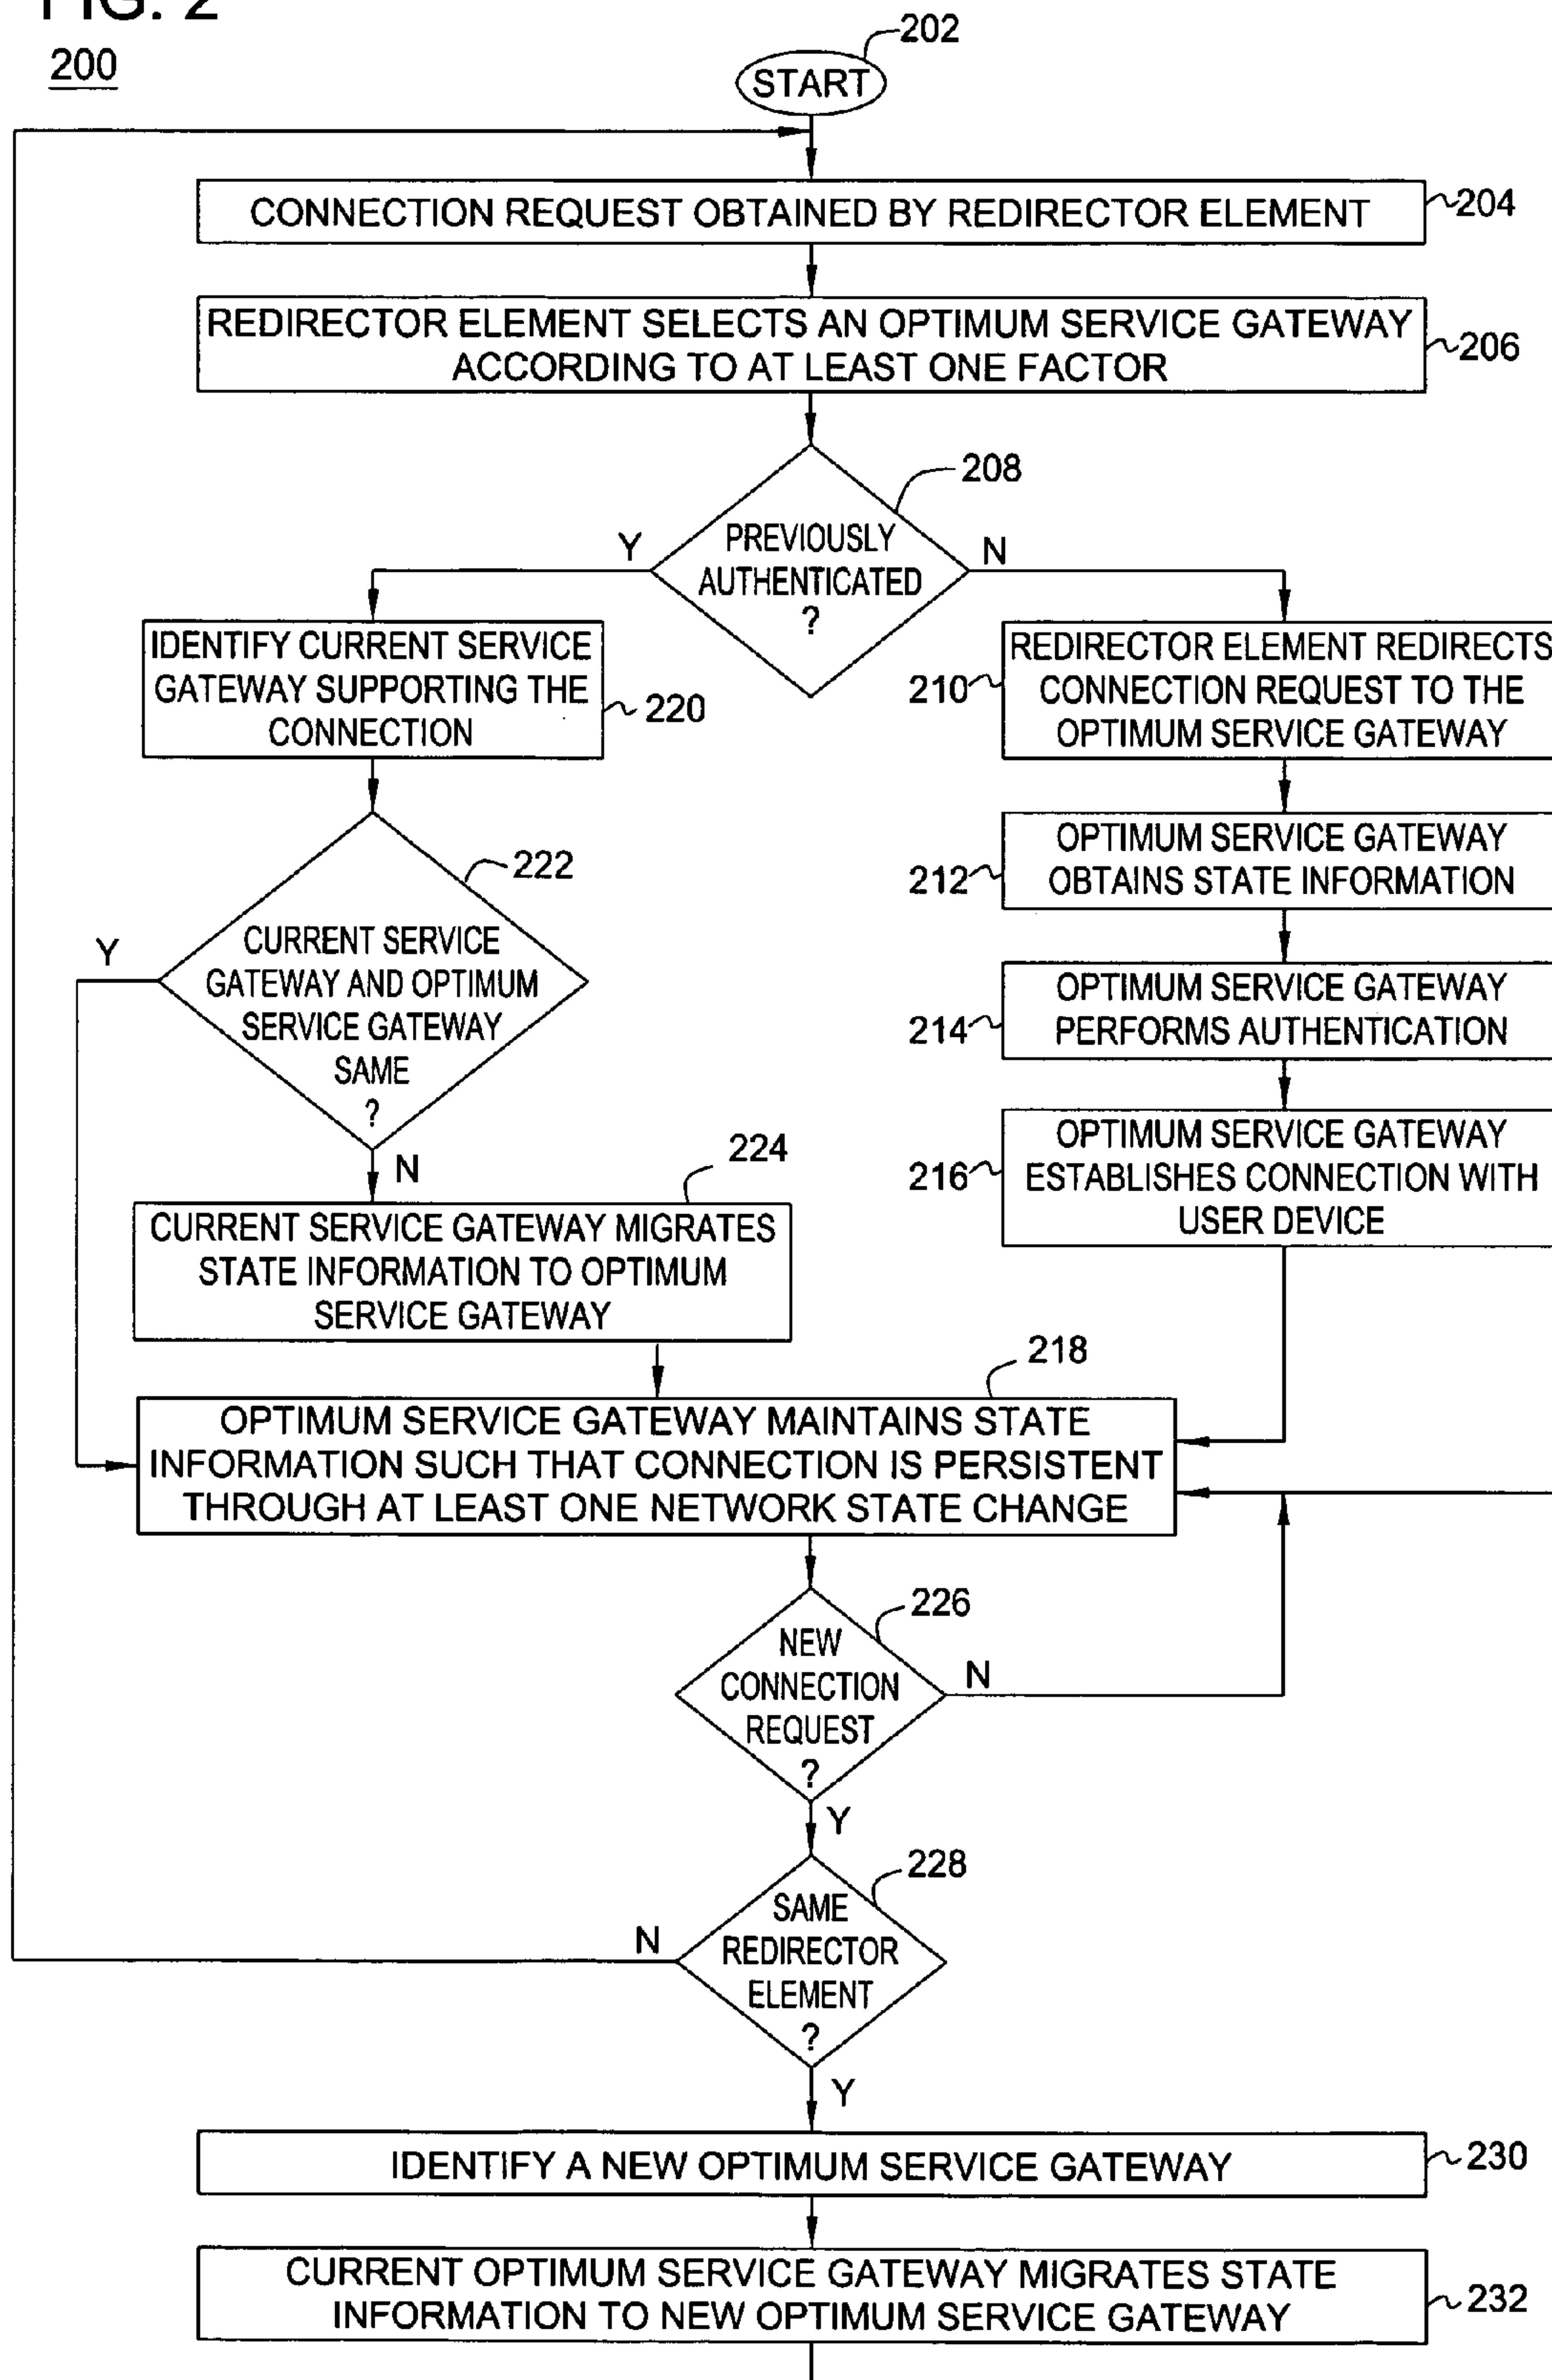 FIG. 2
200
202
START
CONNECTION REQUEST OBTAINED BY REDIRECTOR ELEMENT
204
REDIRECTOR ELEMENT SELECTS AN OPTIMUM SERVICE GATEWAY
ACCORDING TO AT LEAST ONE FACTOR
206
208
PREVIOUSLY
AUTHENTICATED
?
Y
N
IDENTIFY CURRENT SERVICE
GATEWAY SUPPORTING THE
CONNECTION
220
REDIRECTOR ELEMENT REDIRECTS
CONNECTION REQUEST TO THE
OPTIMUM SERVICE GATEWAY
210
222
CURRENT SERVICE
GATEWAY AND OPTIMUM
SERVICE GATEWAY
SAME
?
Y
N
OPTIMUM SERVICE GATEWAY
OBTAINS STATE INFORMATION
212
OPTIMUM SERVICE GATEWAY
PERFORMS AUTHENTICATION
214
OPTIMUM SERVICE GATEWAY
ESTABLISHES CONNECTION WITH
USER DEVICE
216
224
CURRENT SERVICE GATEWAY MIGRATES
STATE INFORMATION TO OPTIMUM
SERVICE GATEWAY
218
OPTIMUM SERVICE GATEWAY MAINTAINS STATE
INFORMATION SUCH THAT CONNECTION IS PERSISTENT
THROUGH AT LEAST ONE NETWORK STATE CHANGE
226
NEW
CONNECTION
REQUEST
?
N
Y
228
SAME
REDIRECTOR
ELEMENT
?
N
Y
IDENTIFY A NEW OPTIMUM SERVICE GATEWAY
230
CURRENT OPTIMUM SERVICE GATEWAY MIGRATES STATE
INFORMATION TO NEW OPTIMUM SERVICE GATEWAY
232